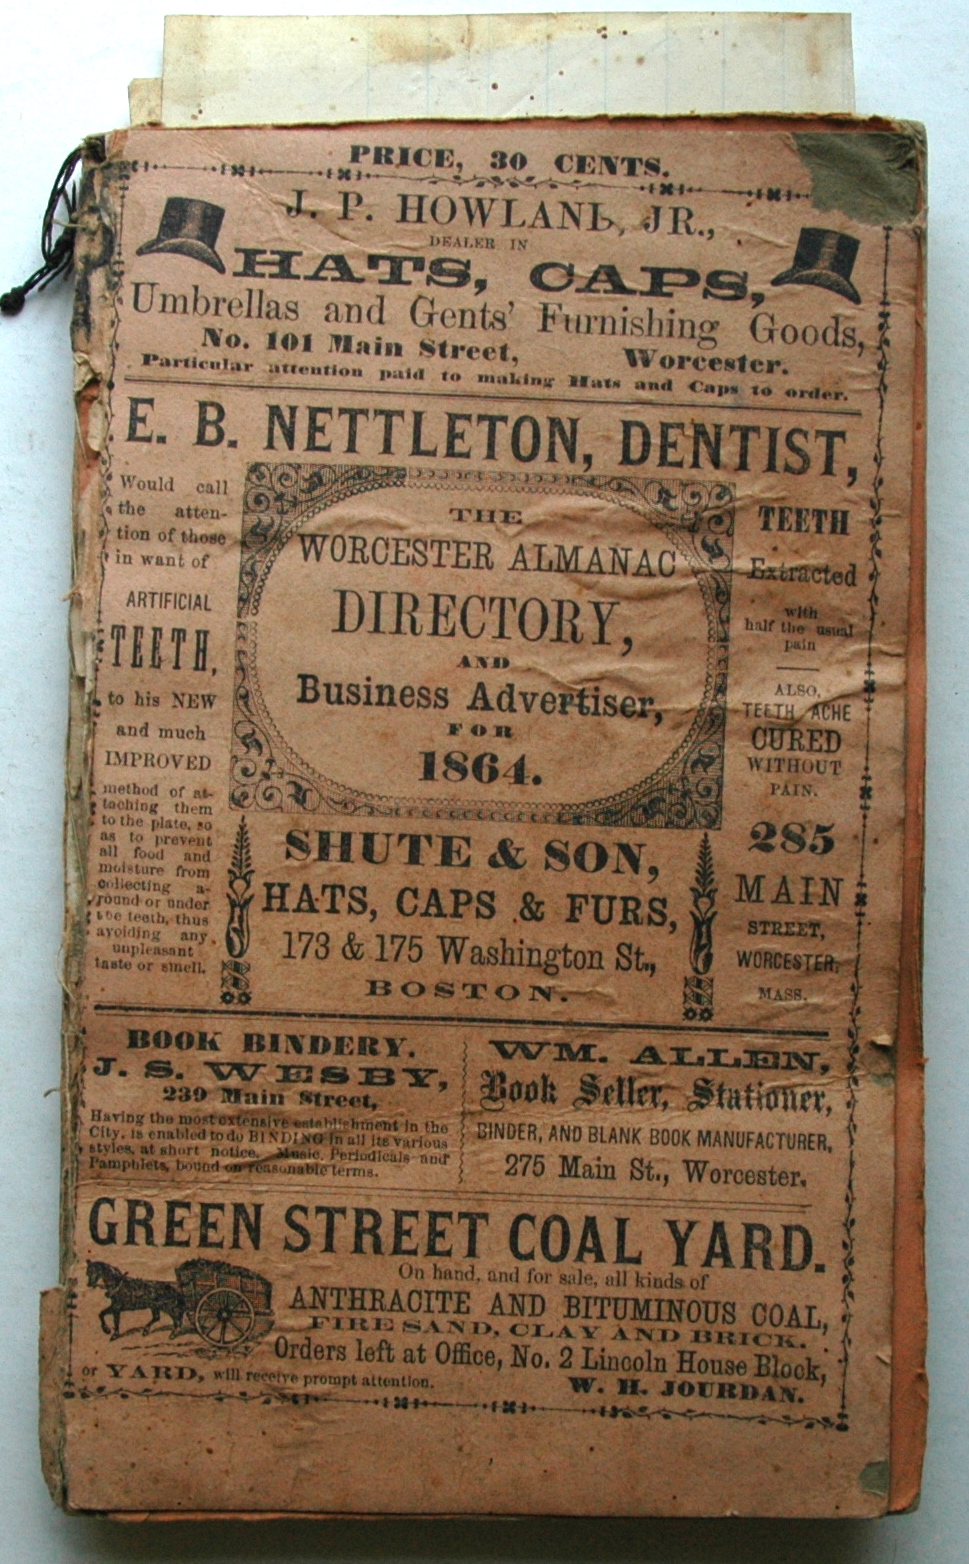 PRICE, 30 CENTS.
J. P. HOWLAND, JR.,
DEALER IN
HATS, CAPS,
Umbrellas and Gents' Furnishing Goods,
No. 101 Main Street, Worcester.
Particular attention paid to making Hats and Caps to order.
E. B. NETTLETON, DENTIST,
Would call
the atten-
tion of those
in want of
ARTIFICIAL
TEETH,
to his NEW
and much
IMPROVED
method of at-
taching them
to the plate, so
as to prevent
all food and
moisture from
collecting a-
round or under
the teeth, thus
avoiding any
unpleasant
taste or smell.
THE
WORCESTER ALMANAC
DIRECTORY,
AND
Business Advertiser,
FOR
1864.
SHUTE & SON,
HATS, CAPS & FURS,
173 & 175 Washington St.,
BOSTON.
TEETH
Extracted
with
half the usual
pain
ALSO,
TEETH ACHE
CURED
WITHOUT
PAIN.
285
MAIN
STREET,
WORCESTER,
MASS.
BOOK BINDERY.
J. S. WESBY,
239 Main Street,
Having the most extensive establishment in the
City, is enabled to do BINDING in all its various
styles, at short notice. Music, Periodicals and
Pamphlets, bound on reasonable terms.
WM. ALLEN,
Book Seller, Stationer,
BINDER, AND BLANK BOOK MANUFACTURER,
275 Main St., Worcester.
GREEN STREET COAL YARD.
On hand, and for sale, all kinds of
ANTHRACITE AND BITUMINOUS COAL,
FIRE SAND, CLAY AND BRICK.
Orders left at Office, No. 2 Lincoln House Block,
or YARD, will receive prompt attention.
W. H. JOURDAN.